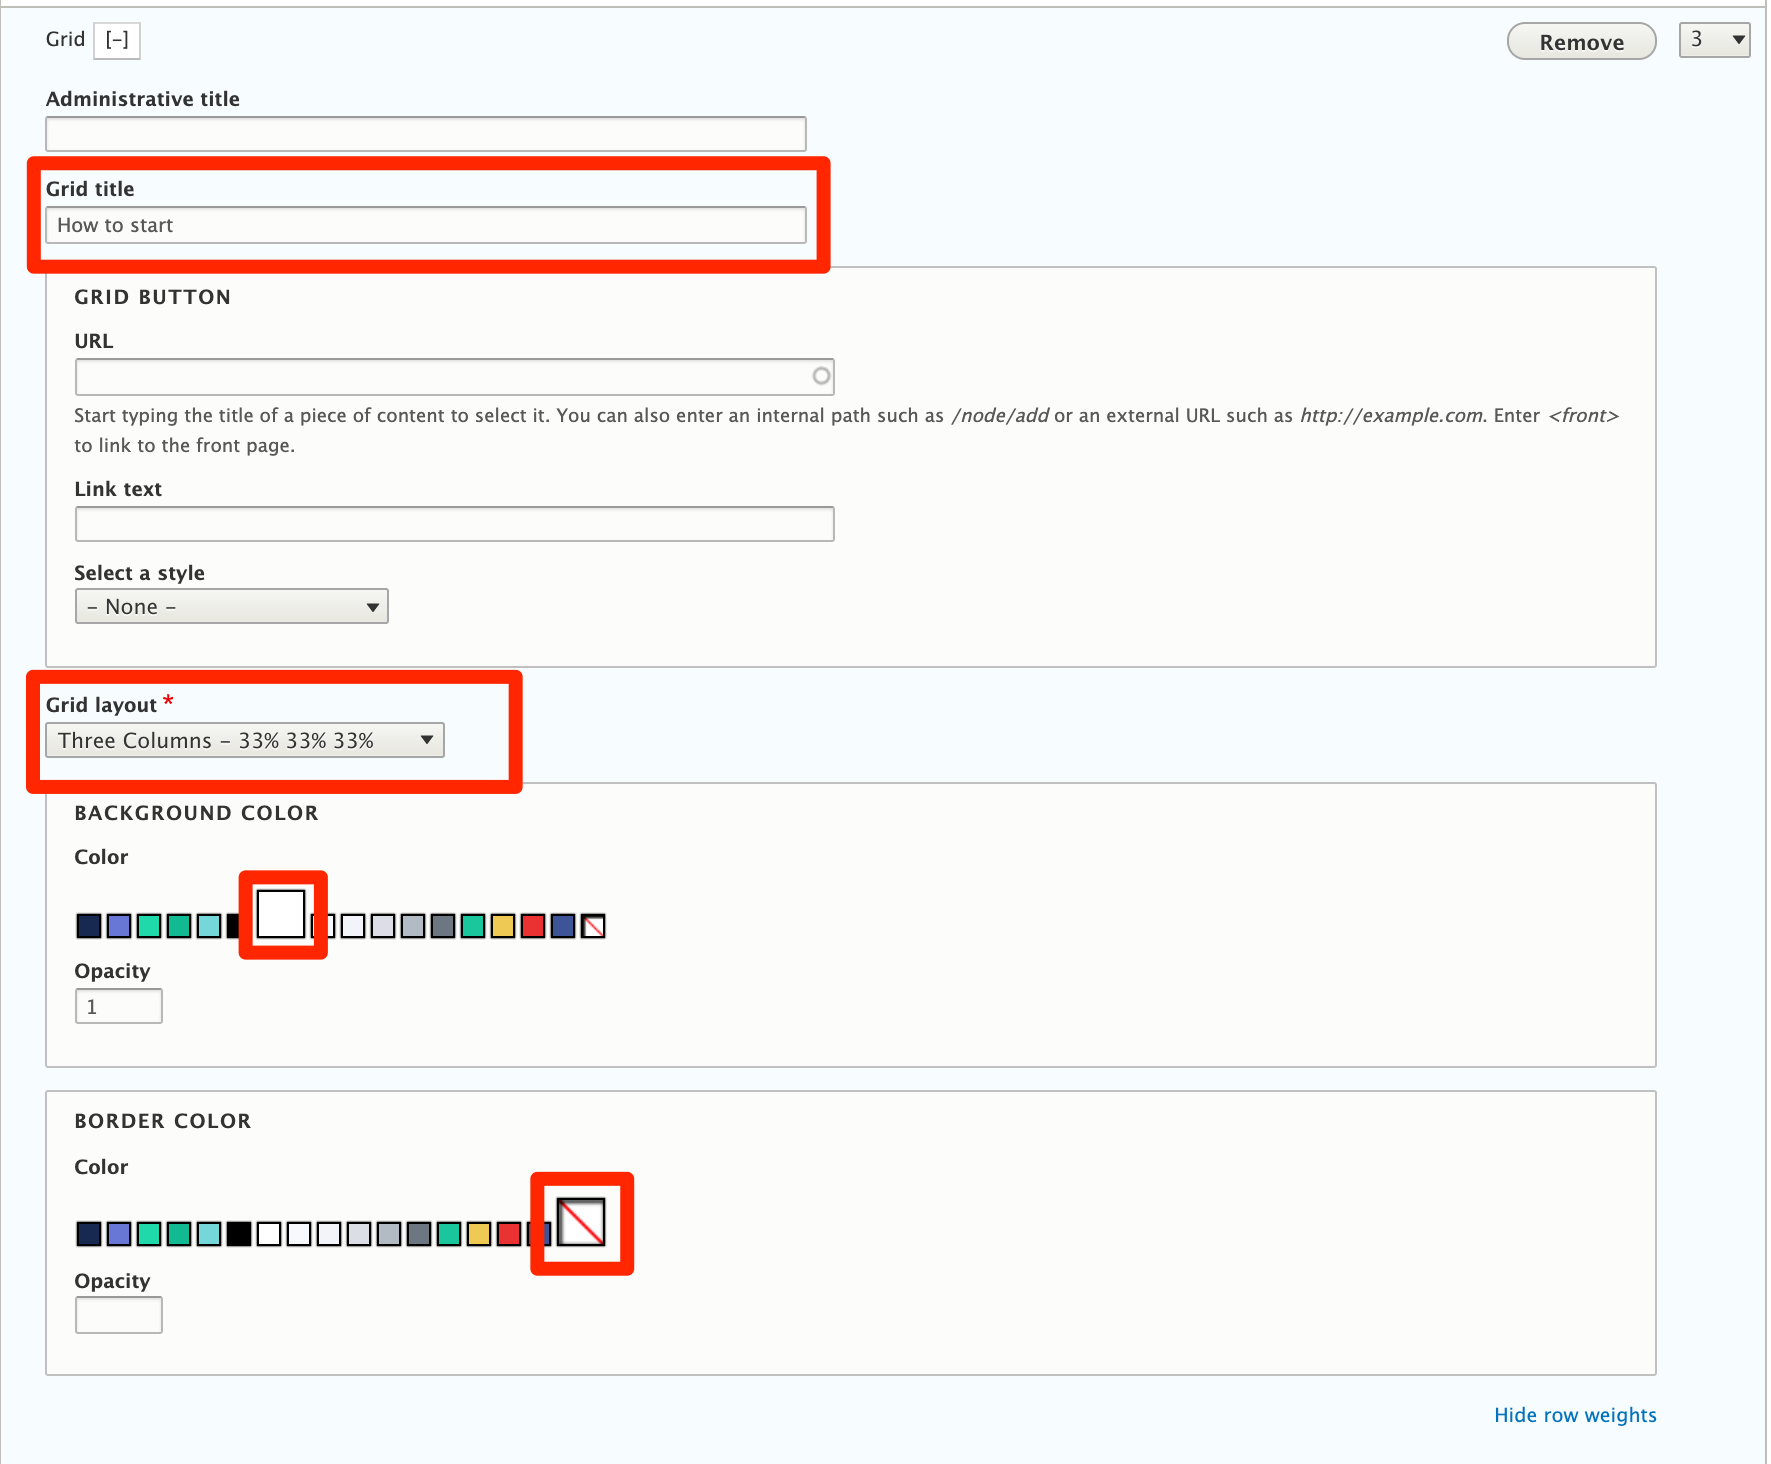 Grid [–] Remove 3
Administrative title
Grid title
How to start
GRID BUTTON
URL
Start typing the title of a piece of content to select it. You can also enter an internal path such as /node/add or an external URL such as http://example.com. Enter <front>
to link to the front page.
Link text
Select a style
– None –
Grid layout *
Three Columns – 33% 33% 33%
BACKGROUND COLOR
Color
Opacity
1
BORDER COLOR
Color
Opacity
Hide row weights